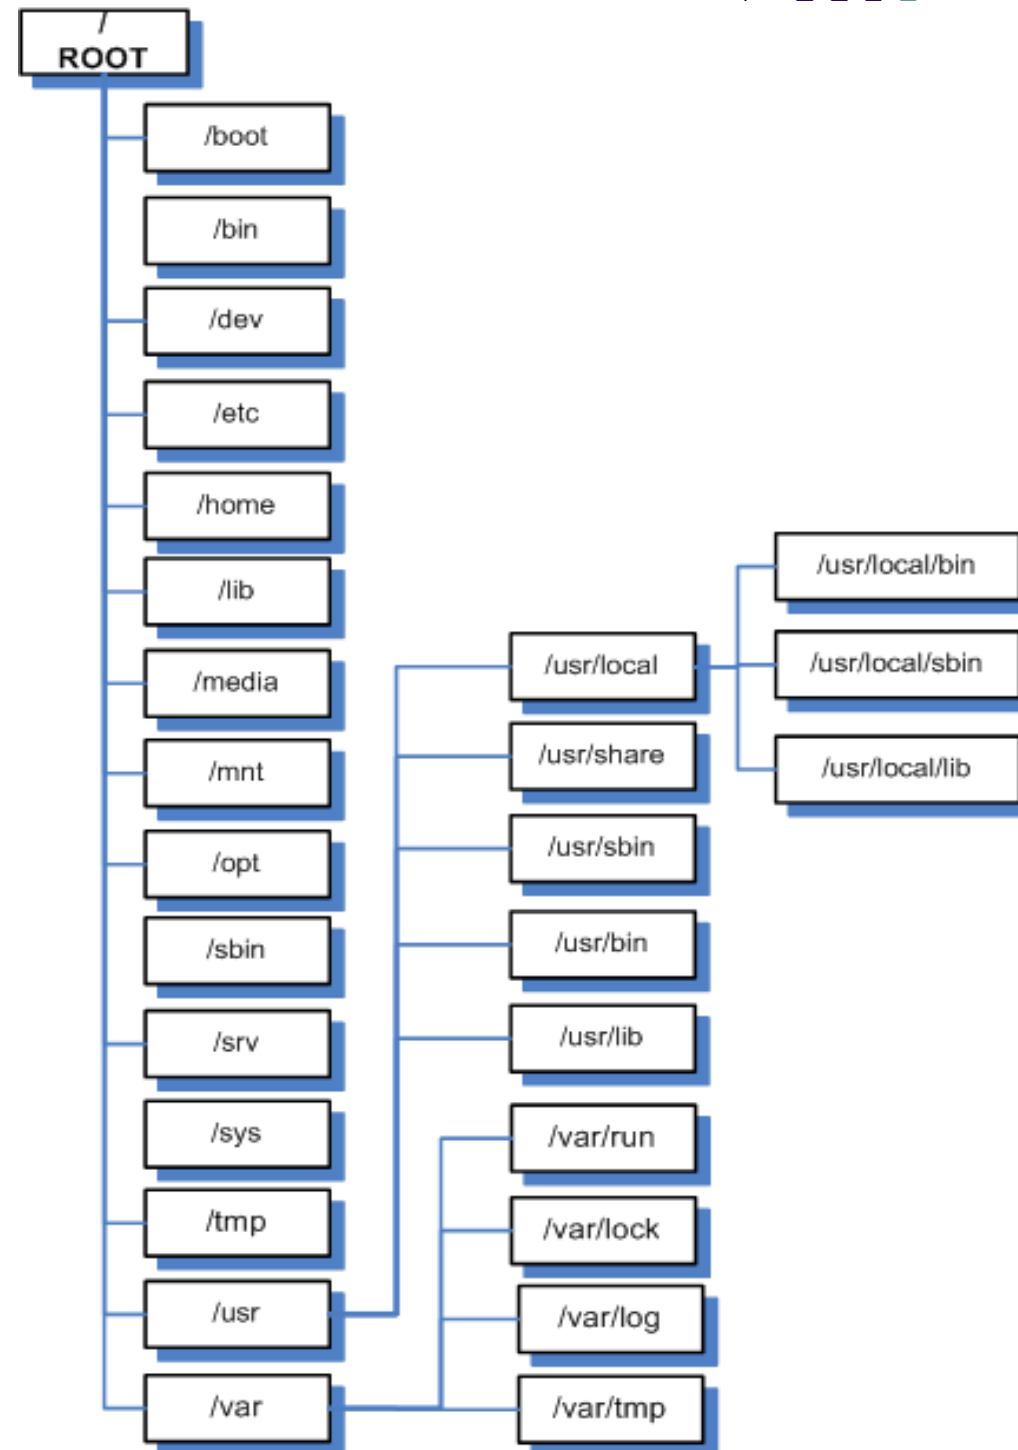 /
ROOT
/boot
/bin
/dev
/etc
/home
/lib
/media
/mnt
/opt
/sbin
/srv
/sys
/tmp
/usr
/var
/usr/local
/usr/share
/usr/sbin
/usr/bin
/usr/lib
/var/run
/var/lock
/var/log
/var/tmp
/usr/local/bin
/usr/local/sbin
/usr/local/lib